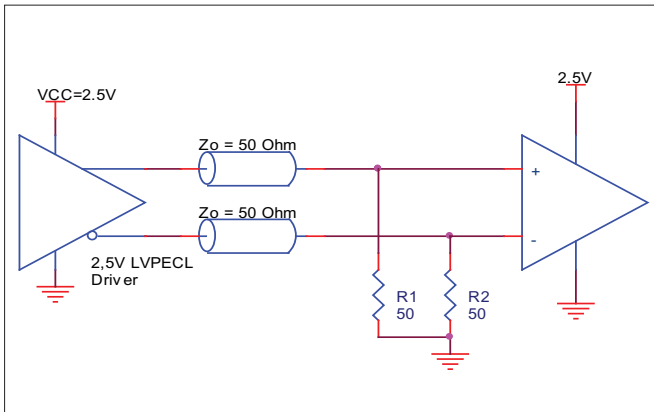 VCC=2.5V
2.5V
Zo = 50 Ohm
+
Zo = 50 Ohm
-
2,5V LVPECL
Driver
R1
50
R2
50